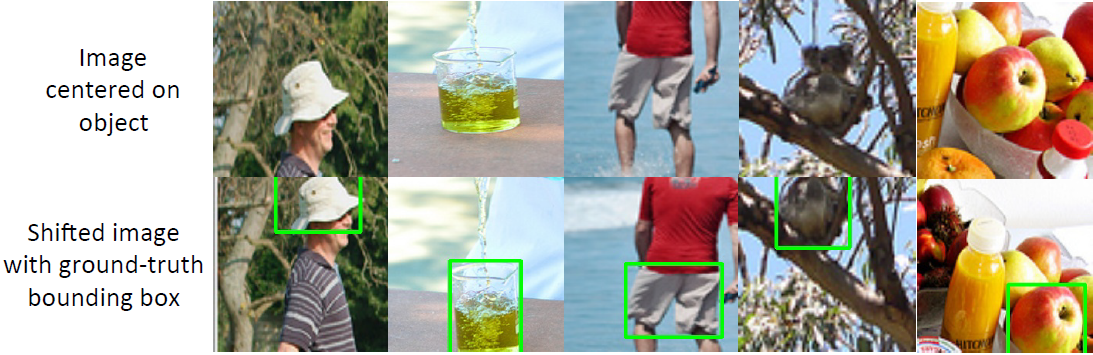 Image
centered on
object
Shifted image
with ground-truth
bounding box